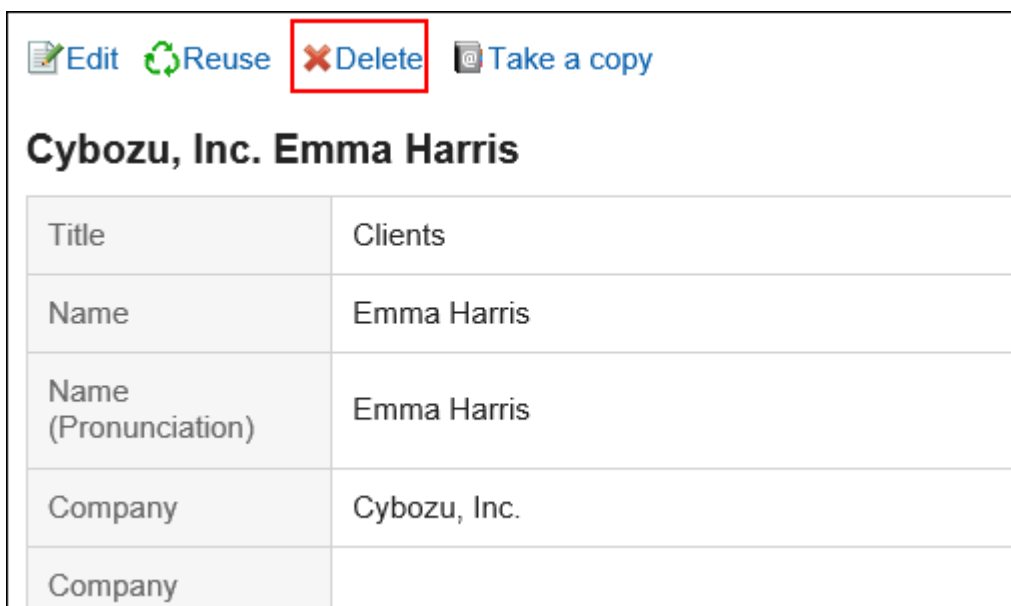 Edit Reuse Delete Take a copy
Cybozu, Inc. Emma Harris
Title Clients
Name Emma Harris
Name
(Pronunciation) Emma Harris
Company Cybozu, Inc.
Company